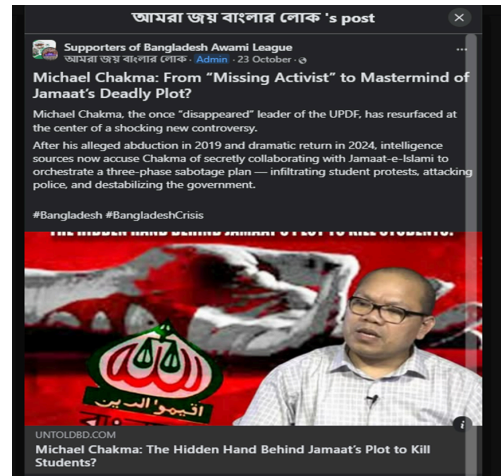 আমরা জয় বাংলার লোক 's post
Supporters of Bangladesh Awami League
আমরা জয় বাংলার লোক · Admin · 23 October ·
Michael Chakma: From “Missing Activist” to Mastermind of
Jamaat’s Deadly Plot?
Michael Chakma, the once “disappeared” leader of the UPDF, has resurfaced at
the center of a shocking new controversy.
After his alleged abduction in 2019 and dramatic return in 2024, intelligence
sources now accuse Chakma of secretly collaborating with Jamaat-e-Islami to
orchestrate a three-phase sabotage plan — infiltrating student protests, attacking
police, and destabilizing the government.
#Bangladesh #BangladeshCrisis
THE HIDDEN HAND BEHIND JAMAAT'S PLOT TO KILL STUDENTS?
الله
اقيموا الدين
UNTOLDBD.COM
Michael Chakma: The Hidden Hand Behind Jamaat’s Plot to Kill
Students?